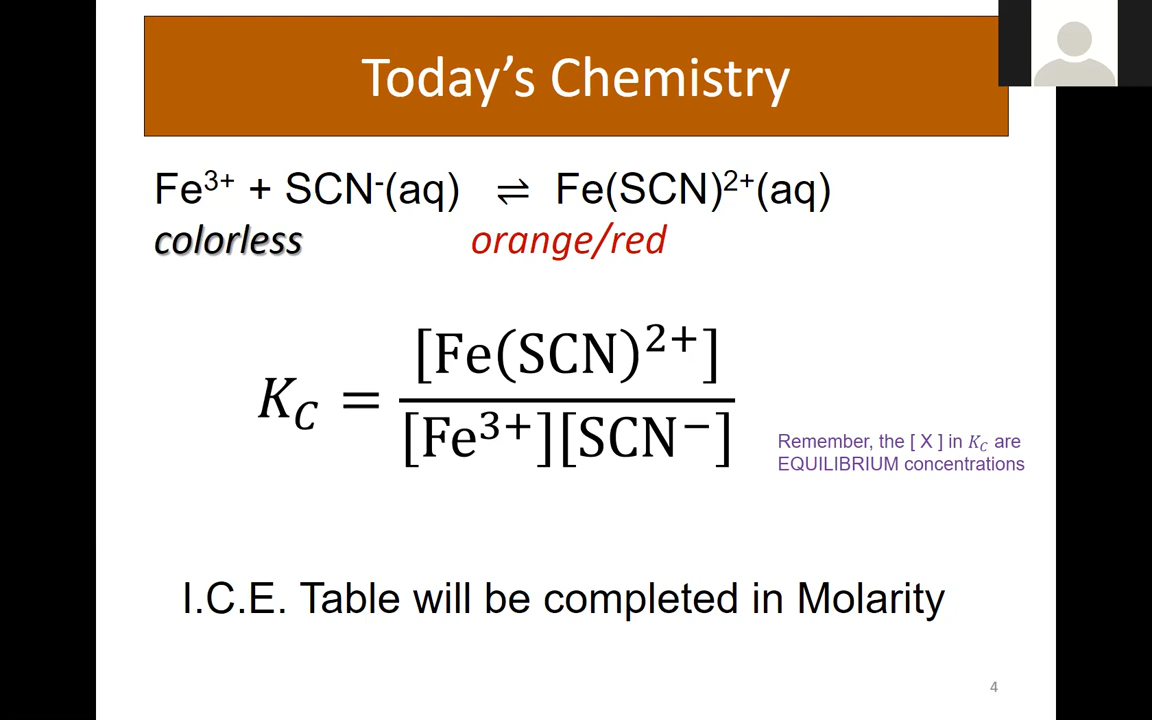 Today's Chemistry
Fe³⁺ + SCN⁻(aq) ⇌ Fe(SCN)²⁺(aq)
colorless orange/red
K_C = [Fe(SCN)²⁺] / [Fe³⁺][SCN⁻]
Remember, the [ X ] in K_C are
EQUILIBRIUM concentrations
I.C.E. Table will be completed in Molarity
4